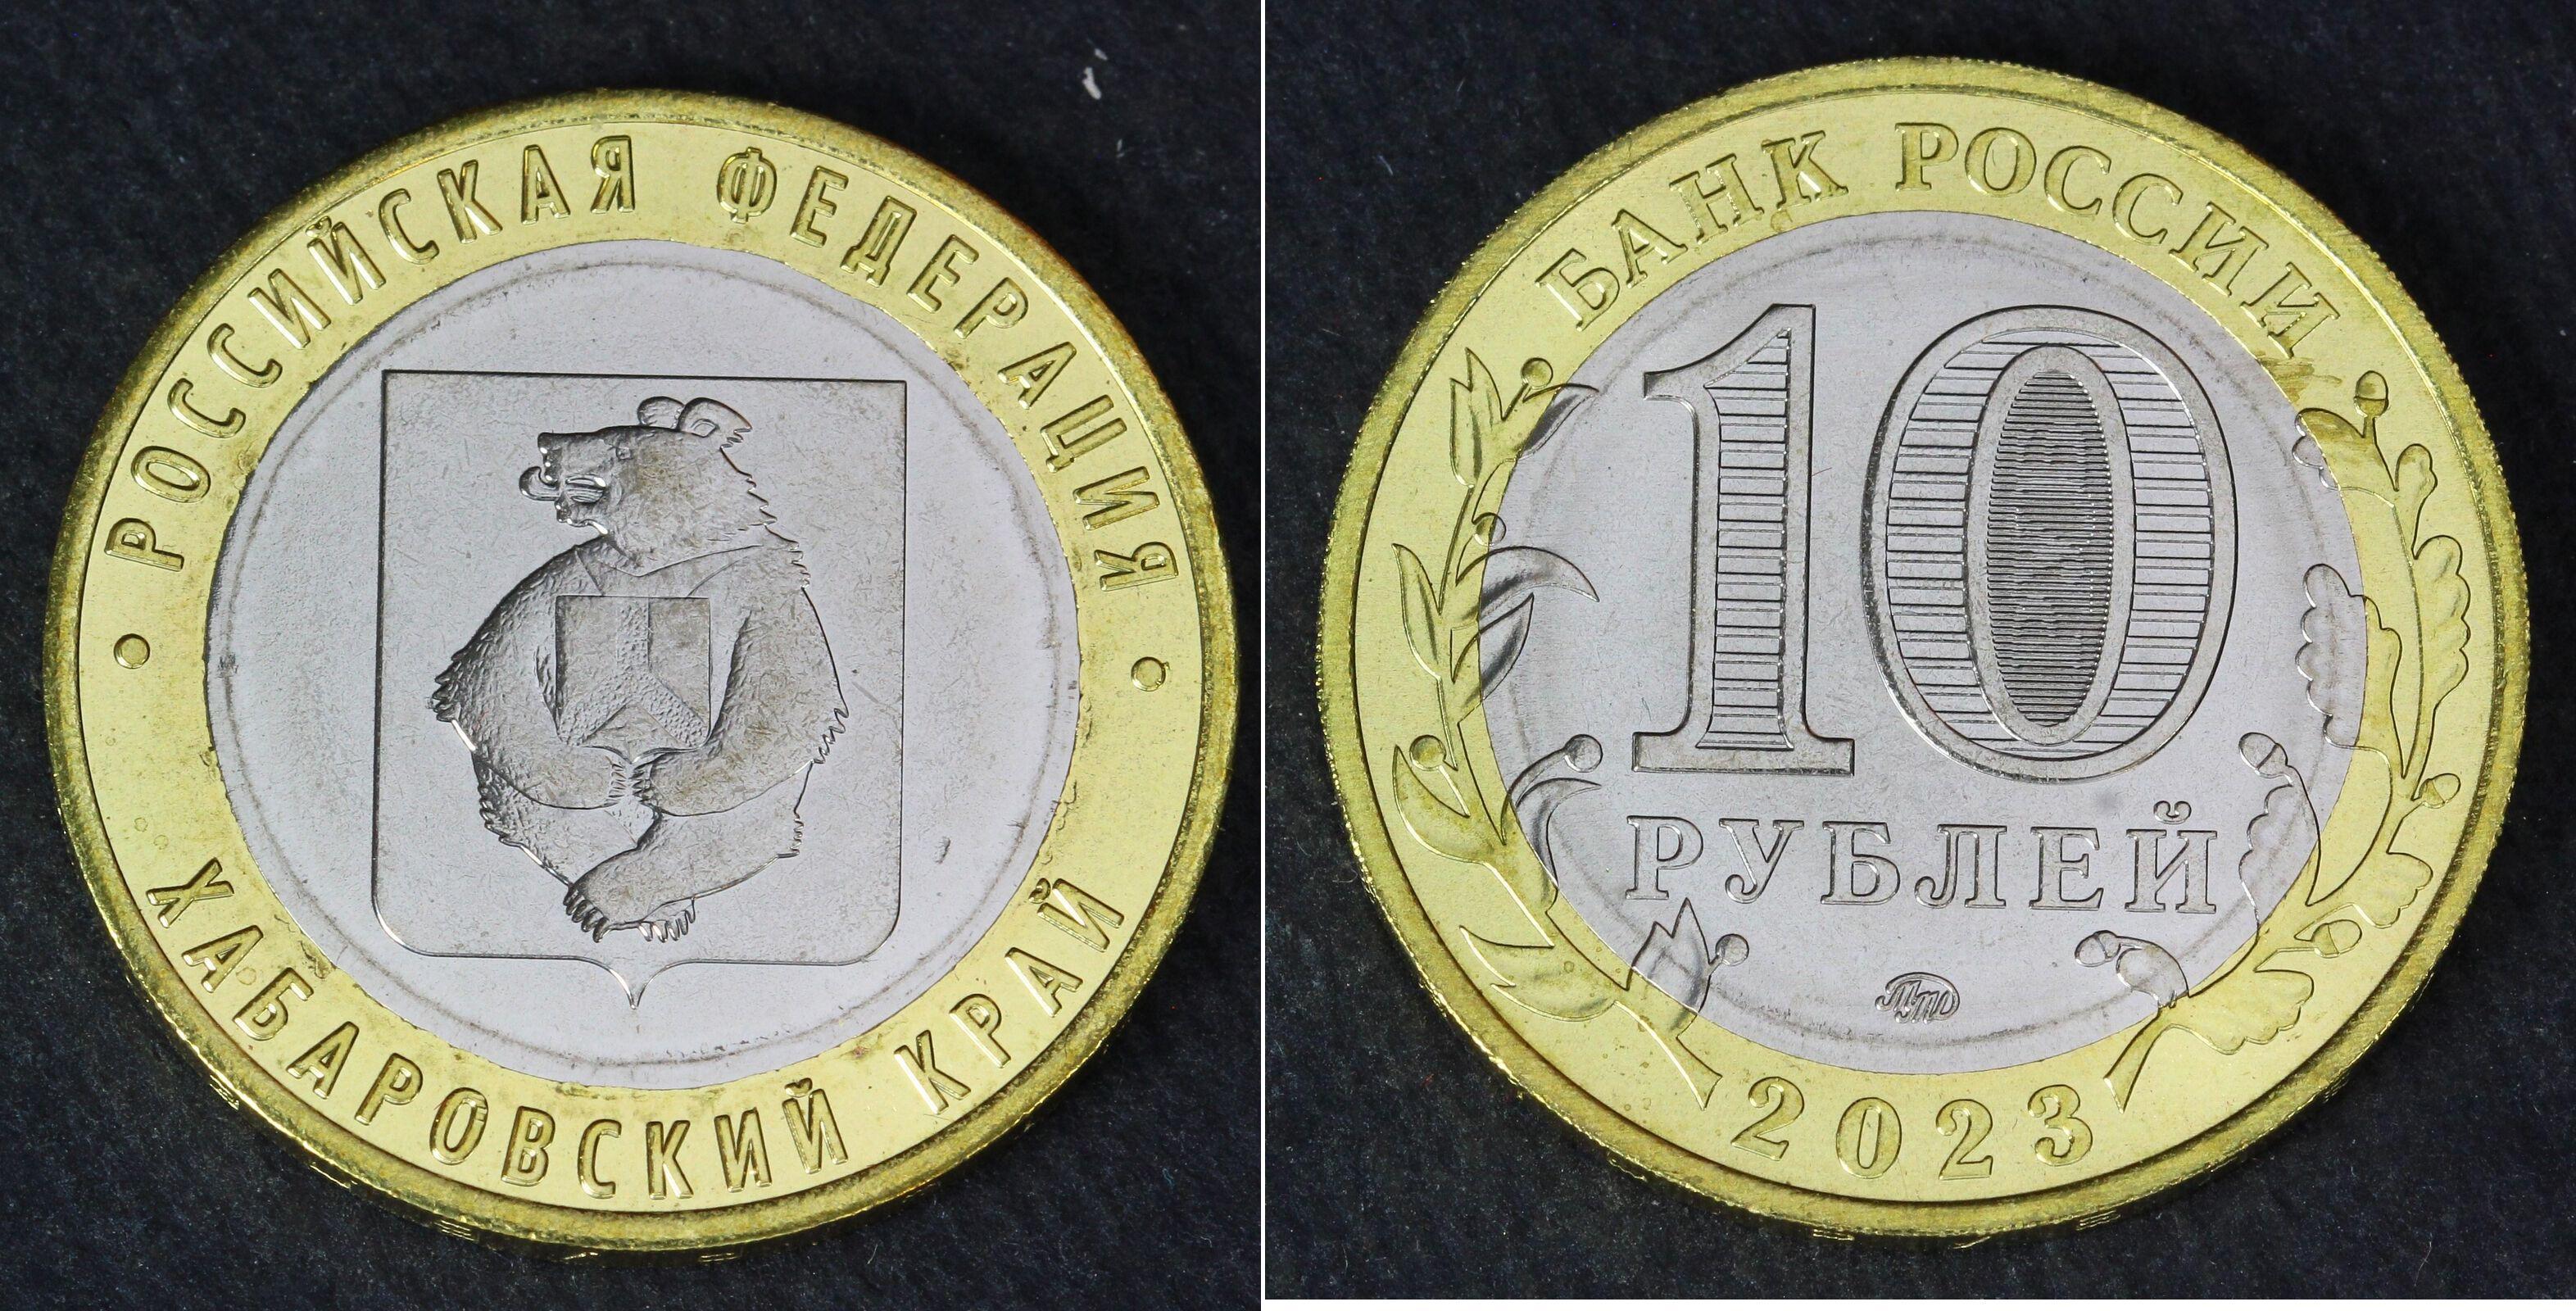 РОССИЙСКАЯ ФЕДЕРАЦИЯ
ХАБАРОВСКИЙ КРАЙ
БАНК РОССИИ
10
РУБЛЕЙ
ММД
2023